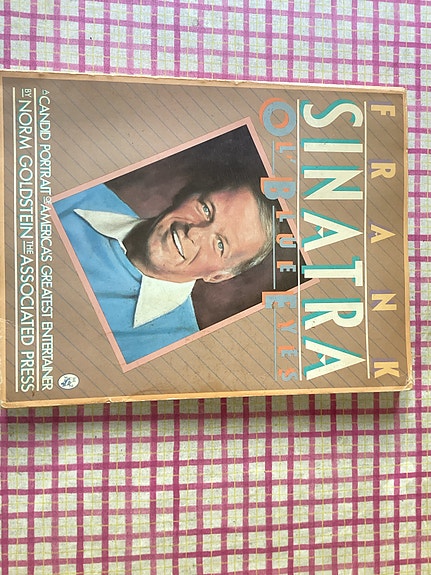 FRANK
SINATRA
OL' BLUE EYES
A CANDID PORTRAIT OF AMERICA'S GREATEST ENTERTAINER
BY NORM GOLDSTEIN THE ASSOCIATED PRESS